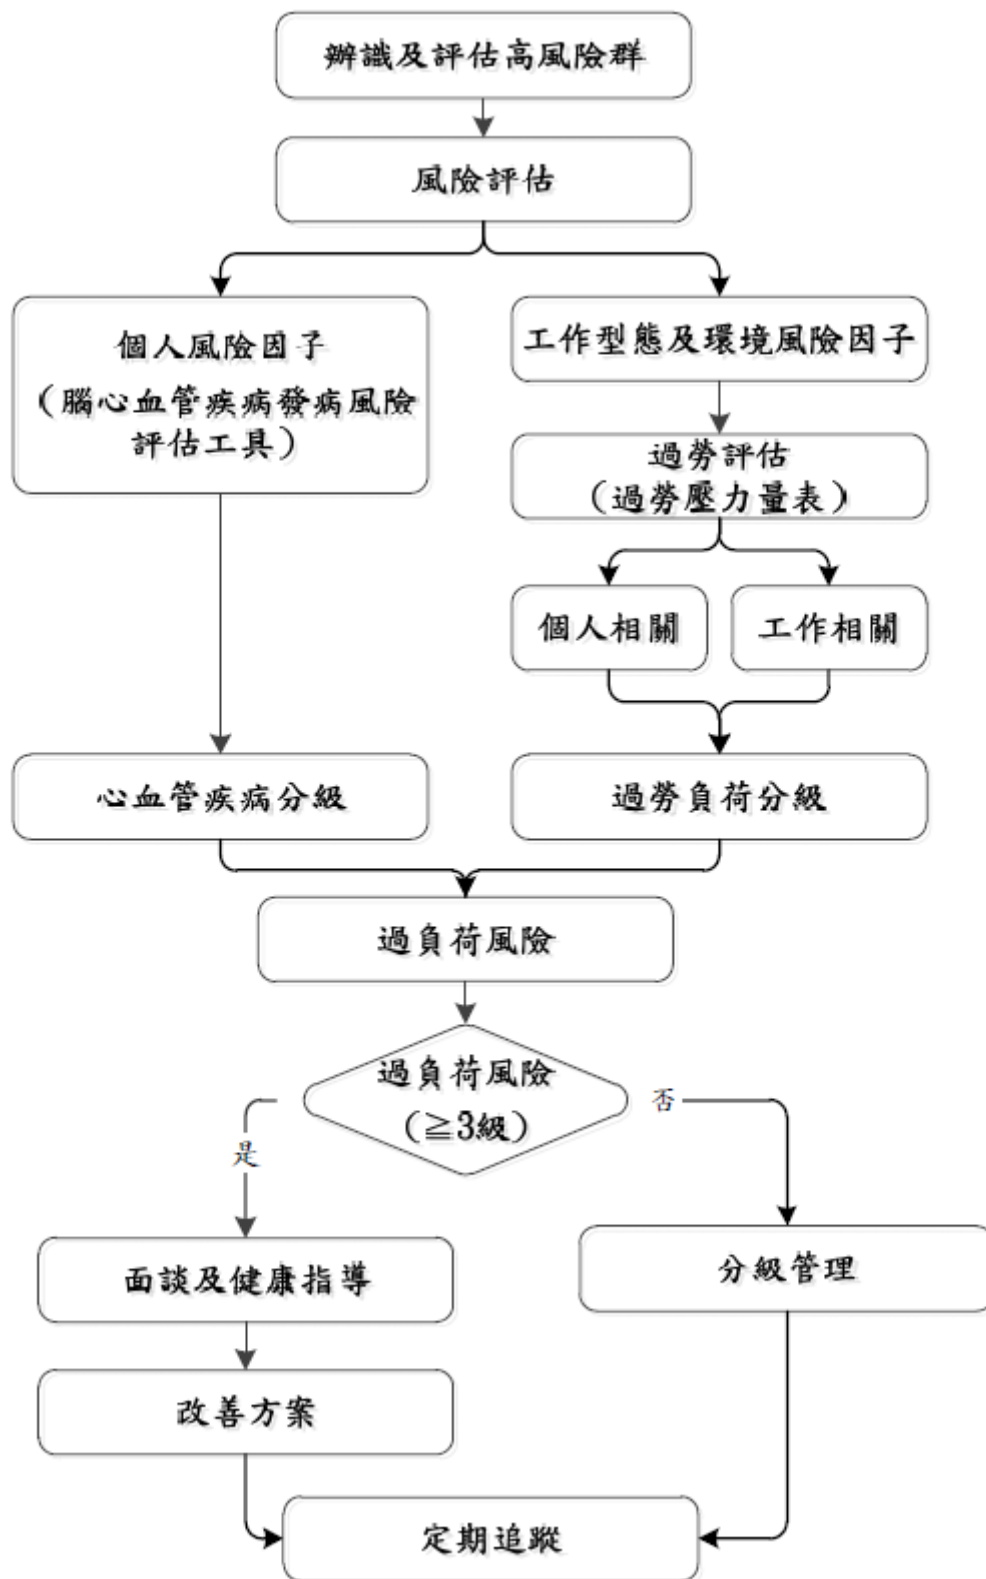 辦識及評估高風險群
風險評估
個人風險因子
（腦心血管疾病發病風險
評估工具）
工作型態及環境風險因子
過勞評估
（過勞壓力量表）
個人相關
工作相關
心血管疾病分級
過勞負荷分級
過負荷風險
過負荷風險
（≧3級）
是
否
面談及健康指導
分級管理
改善方案
定期追蹤